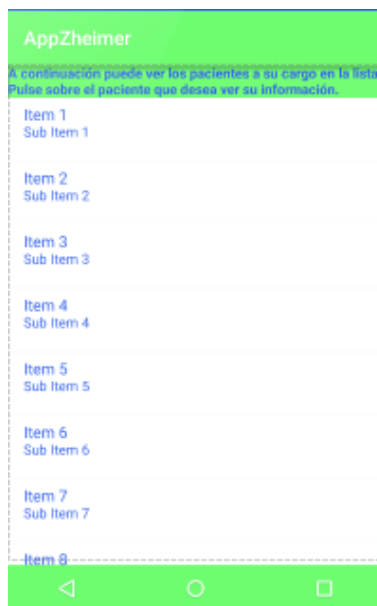 AppZheimer
A continuación puede ver los pacientes a su cargo en la lista
Pulse sobre el paciente que desea ver su información.
Item 1
Sub Item 1
Item 2
Sub Item 2
Item 3
Sub Item 3
Item 4
Sub Item 4
Item 5
Sub Item 5
Item 6
Sub Item 6
Item 7
Sub Item 7
Item 8